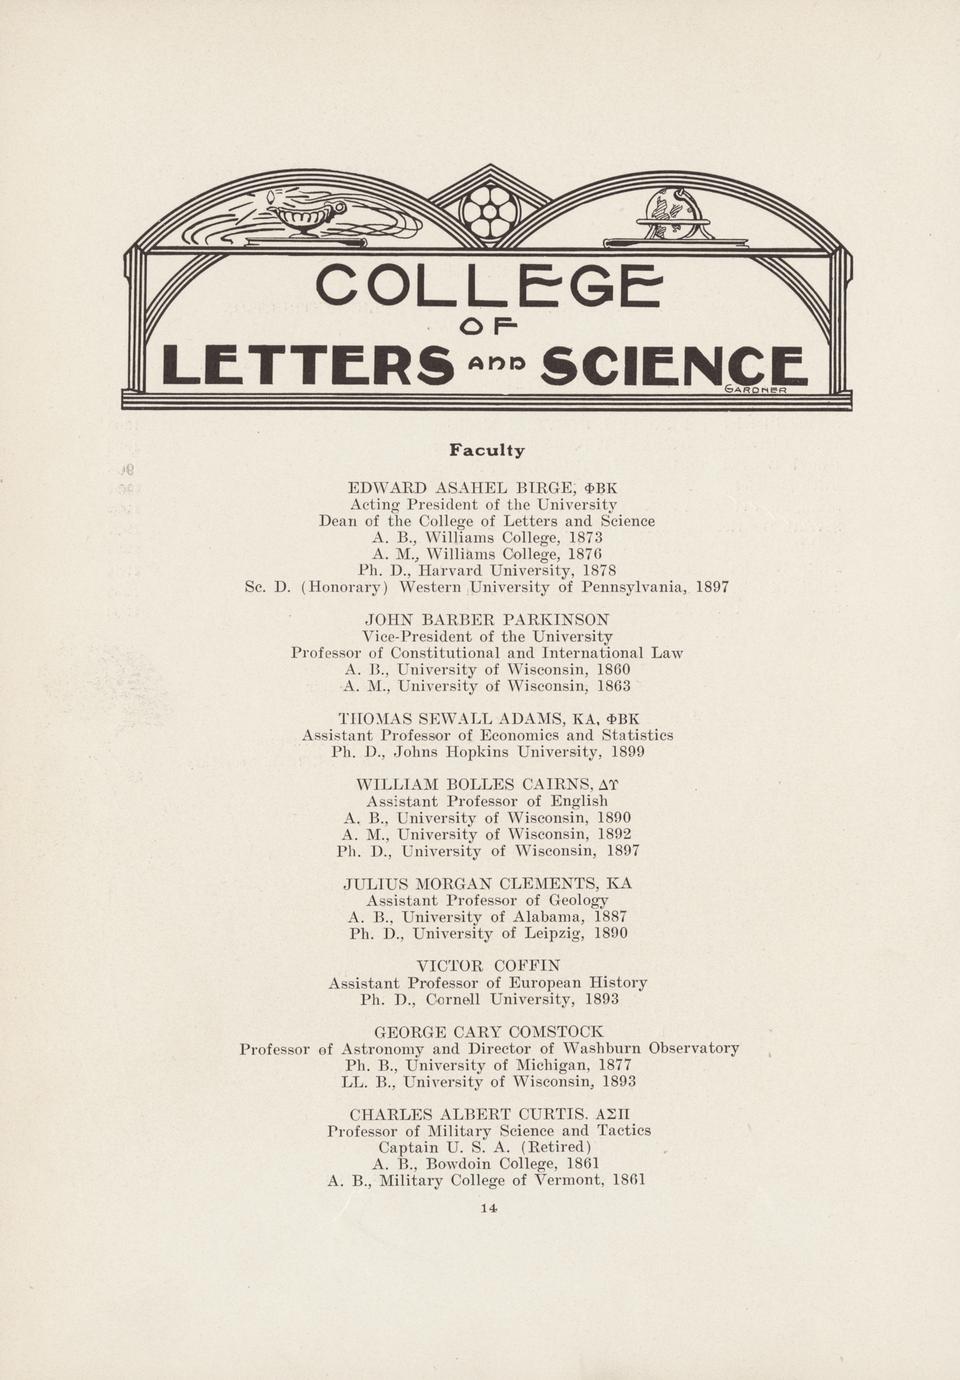 COLLEGE
OF
LETTERS AND SCIENCE
GARDNER
Faculty
EDWARD ASAHEL BIRGE, ΦBK
Acting President of the University
Dean of the College of Letters and Science
A. B., Williams College, 1873
A. M., Williams College, 1876
Ph. D., Harvard University, 1878
Sc. D. (Honorary) Western University of Pennsylvania, 1897
JOHN BARBER PARKINSON
Vice-President of the University
Professor of Constitutional and International Law
A. B., University of Wisconsin, 1860
A. M., University of Wisconsin, 1863
THOMAS SEWALL ADAMS, KA, ΦBK
Assistant Professor of Economics and Statistics
Ph. D., Johns Hopkins University, 1899
WILLIAM BOLLES CAIRNS, ΔΥ
Assistant Professor of English
A. B., University of Wisconsin, 1890
A. M., University of Wisconsin, 1892
Ph. D., University of Wisconsin, 1897
JULIUS MORGAN CLEMENTS, KA
Assistant Professor of Geology
A. B., University of Alabama, 1887
Ph. D., University of Leipzig, 1890
VICTOR COFFIN
Assistant Professor of European History
Ph. D., Cornell University, 1893
GEORGE CARY COMSTOCK
Professor of Astronomy and Director of Washburn Observatory
Ph. B., University of Michigan, 1877
LL. B., University of Wisconsin, 1893
CHARLES ALBERT CURTIS. ΑΣΠ
Professor of Military Science and Tactics
Captain U. S. A. (Retired)
A. B., Bowdoin College, 1861
A. B., Military College of Vermont, 1861
14